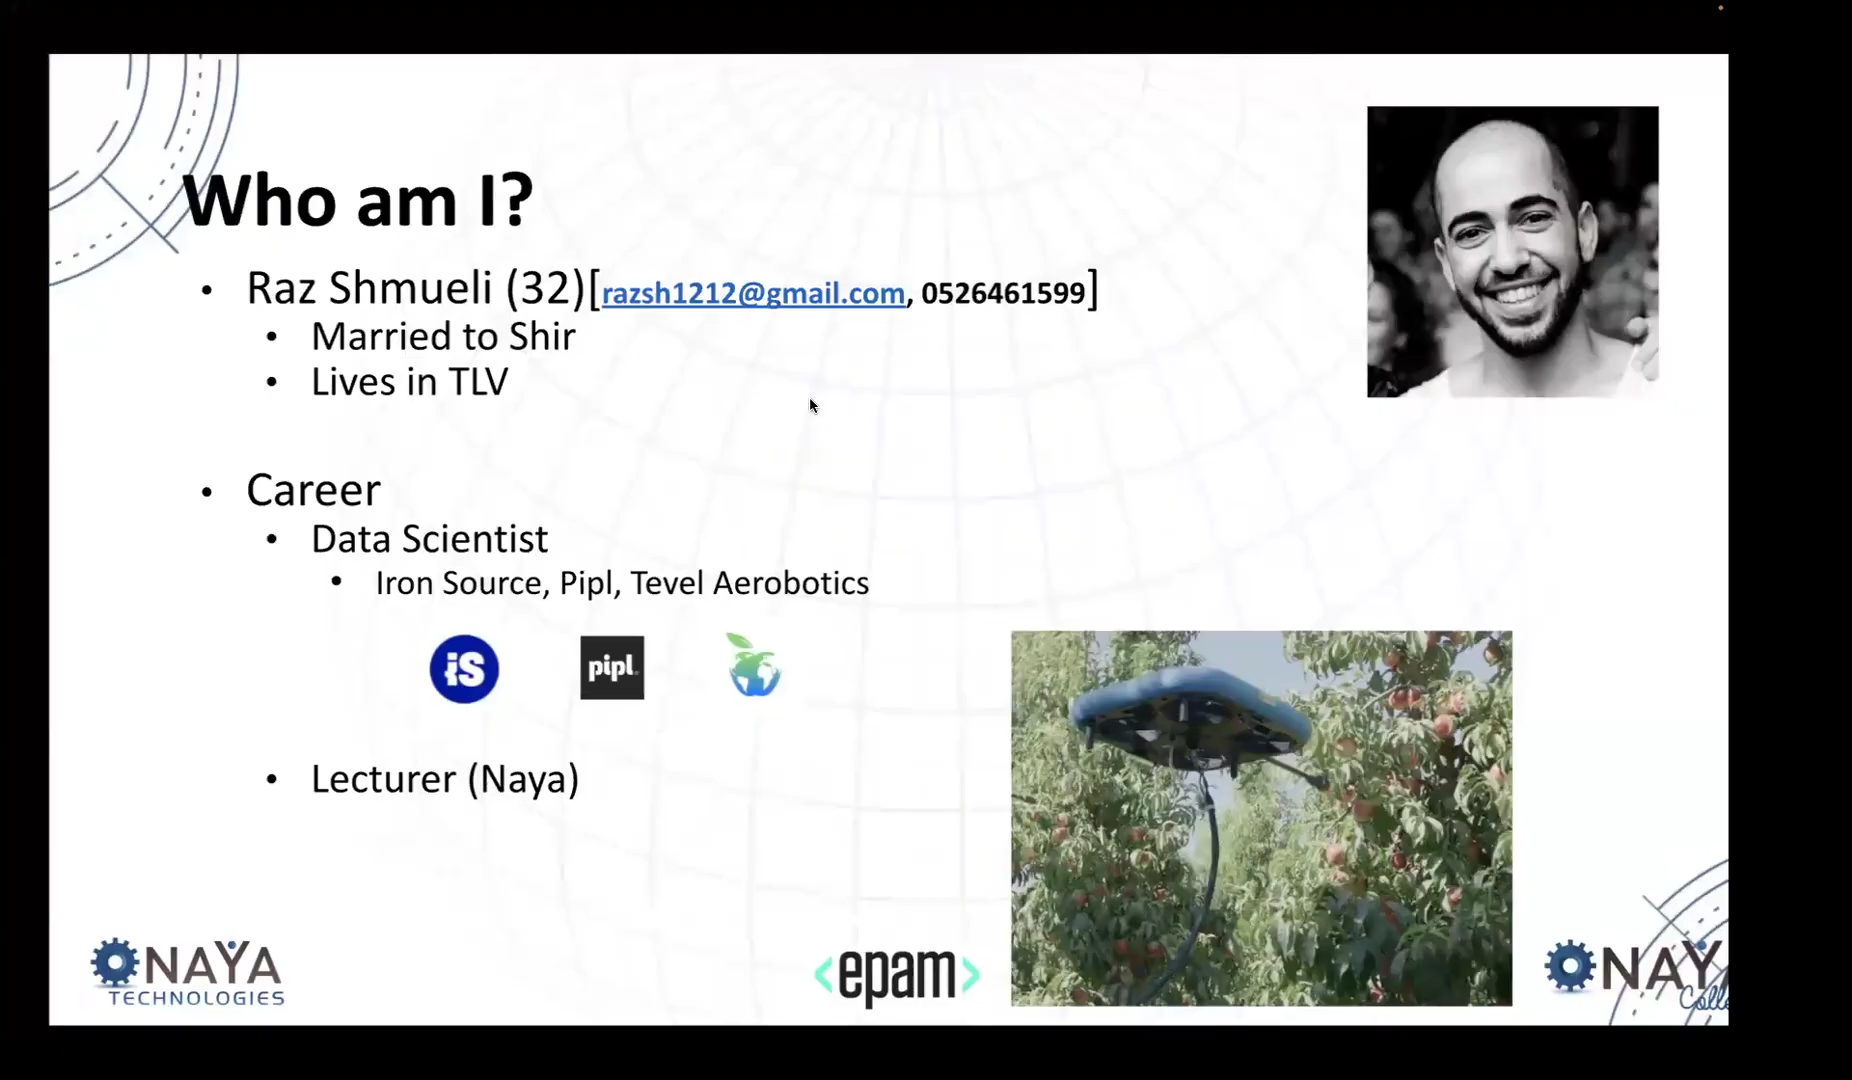 Who am I?
• Raz Shmueli (32)[razsh1212@gmail.com, 0526461599]
• Married to Shir
• Lives in TLV
• Career
• Data Scientist
• Iron Source, Pipl, Tevel Aerobotics
iS
pipl
• Lecturer (Naya)
NAYA
TECHNOLOGIES
<epam>
NAY
Colle